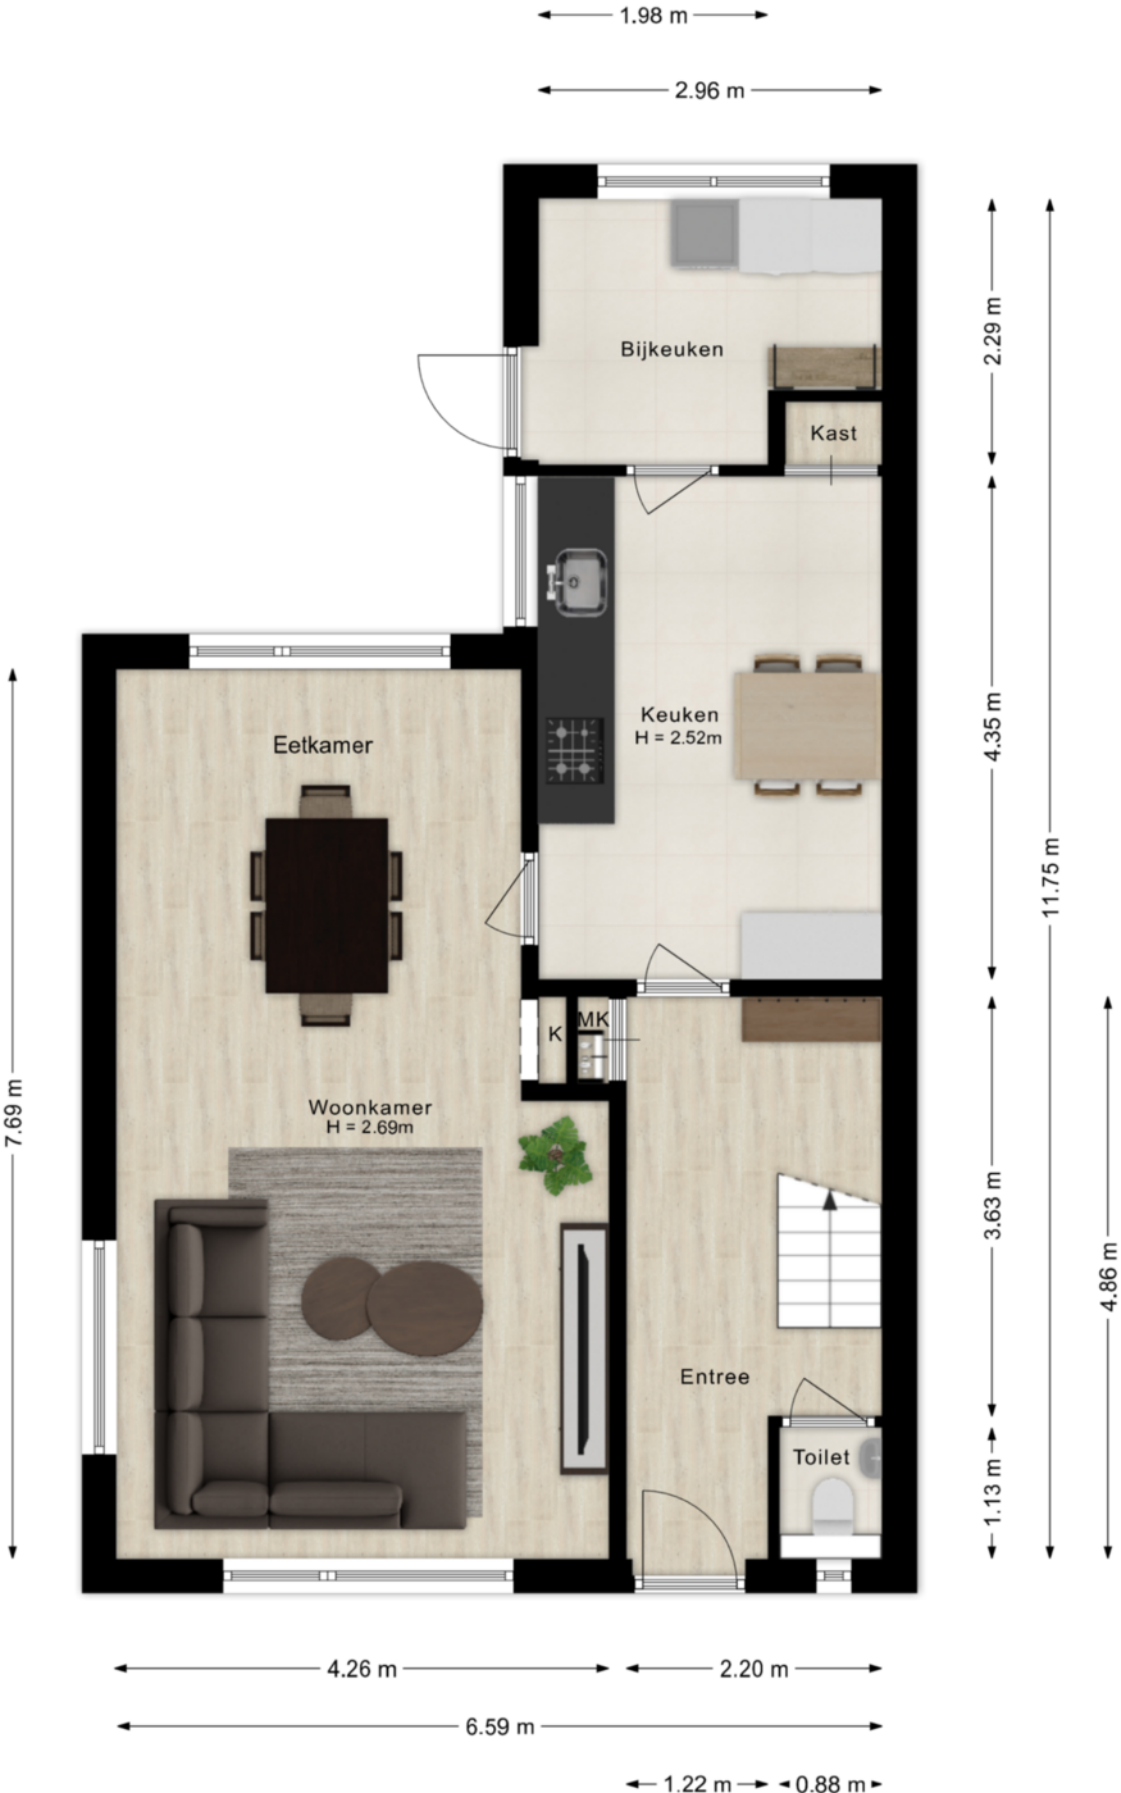 1.98 m
2.96 m
Bijkeuken
2.29 m
Kast
Keuken
H = 2.52m
4.35 m
Eetkamer
11.75 m
K
MK
Woonkamer
H = 2.69m
7.69 m
3.63 m
4.86 m
Entree
Toilet
1.13 m
4.26 m
2.20 m
6.59 m
1.22 m
0.88 m